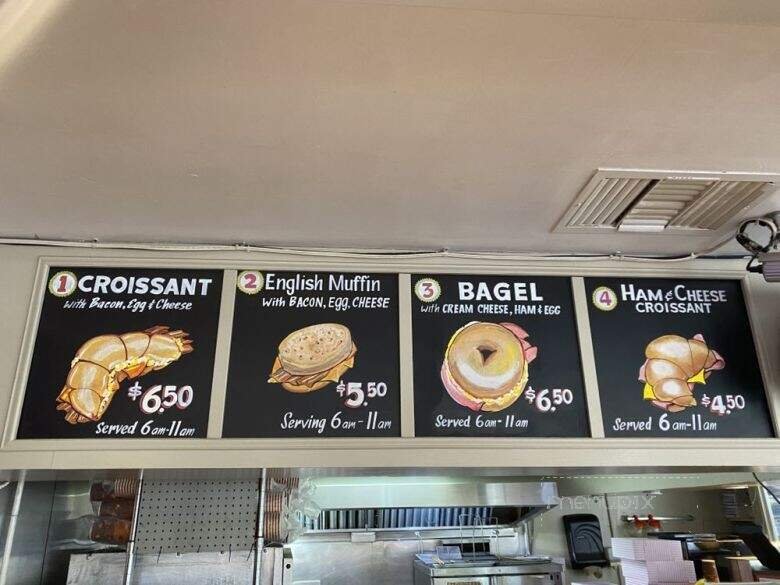 1 CROISSANT
with Bacon, Egg & Cheese
$6.50
Served 6am-11am
2 English Muffin
with BACON, EGG, CHEESE
$5.50
Serving 6am-11am
3 BAGEL
with CREAM CHEESE, HAM & EGG
$6.50
Served 6am-11am
4 HAM & CHEESE
CROISSANT
$4.50
Served 6am-11am
menupix